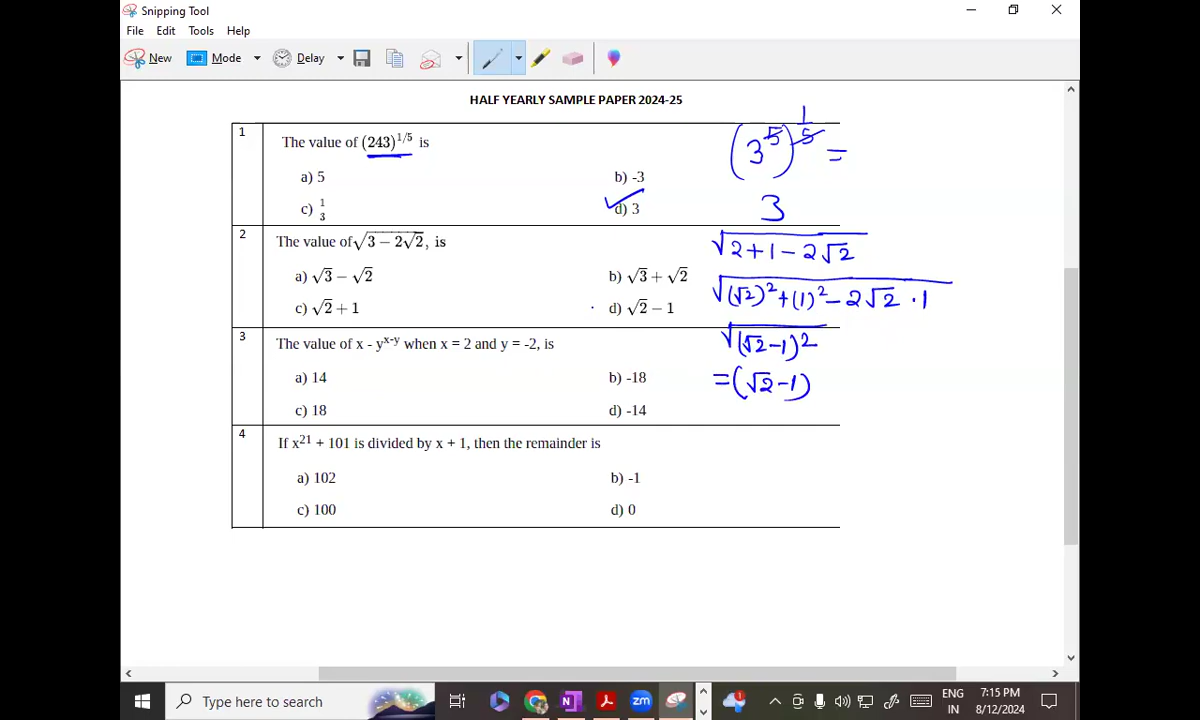 Snipping Tool
File Edit Tools Help
New Mode Delay
HALF YEARLY SAMPLE PAPER 2024-25
1 The value of (243)^1/5 is
a) 5 b) -3
c) 1/3 d) 3
(3^5)^1/5 =
3
2 The value of √(3 − 2√2), is
a) √3 − √2 b) √3 + √2
c) √2 + 1 d) √2 − 1
√(2+1−2√2)
√((√2)²+(1)²−2√2 · 1)
√((√2−1)²)
=(√2−1)
3 The value of x - y^x-y when x = 2 and y = -2, is
a) 14 b) -18
c) 18 d) -14
4 If x^21 + 101 is divided by x + 1, then the remainder is
a) 102 b) -1
c) 100 d) 0
Type here to search
zm
ENG
IN
7:15 PM
8/12/2024